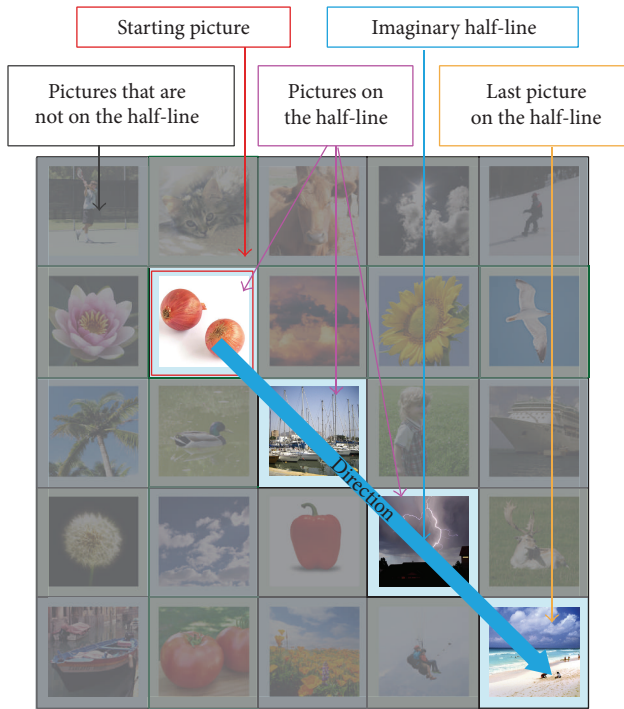 Starting picture
Imaginary half-line
Pictures that are
not on the half-line
Pictures on
the half-line
Last picture
on the half-line
Direction